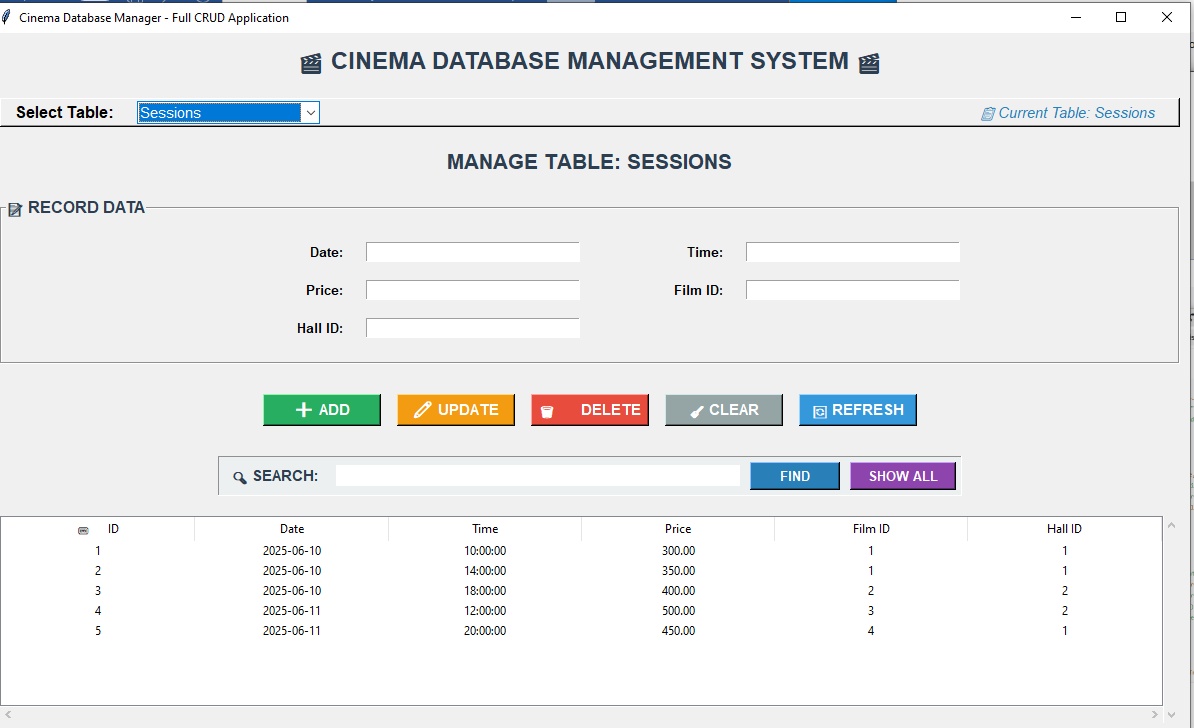 Cinema Database Manager - Full CRUD Application
CINEMA DATABASE MANAGEMENT SYSTEM
Select Table: Sessions Current Table: Sessions
MANAGE TABLE: SESSIONS
RECORD DATA
Date: Time:
Price: Film ID:
Hall ID:
ADD UPDATE DELETE CLEAR REFRESH
SEARCH: FIND SHOW ALL
ID Date Time Price Film ID Hall ID
1 2025-06-10 10:00:00 300.00 1 1
2 2025-06-10 14:00:00 350.00 1 1
3 2025-06-10 18:00:00 400.00 2 2
4 2025-06-11 12:00:00 500.00 3 2
5 2025-06-11 20:00:00 450.00 4 1